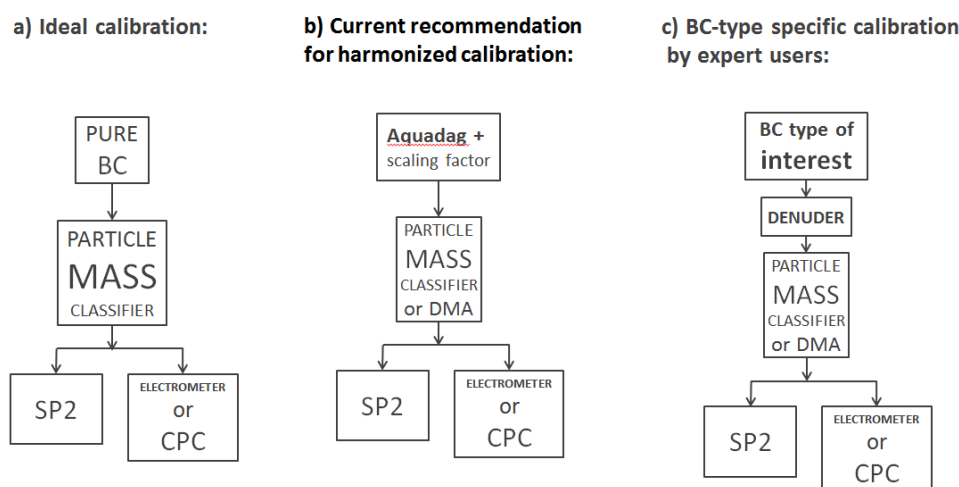 a) Ideal calibration:
PURE
BC
PARTICLE
MASS
CLASSIFIER
SP2
ELECTROMETER
or
CPC
b) Current recommendation
for harmonized calibration:
Aquadag +
scaling factor
PARTICLE
MASS
CLASSIFIER
or DMA
SP2
ELECTROMETER
or
CPC
c) BC-type specific calibration
by expert users:
BC type of
interest
DENUDER
PARTICLE
MASS
CLASSIFIER
or DMA
SP2
ELECTROMETER
or
CPC